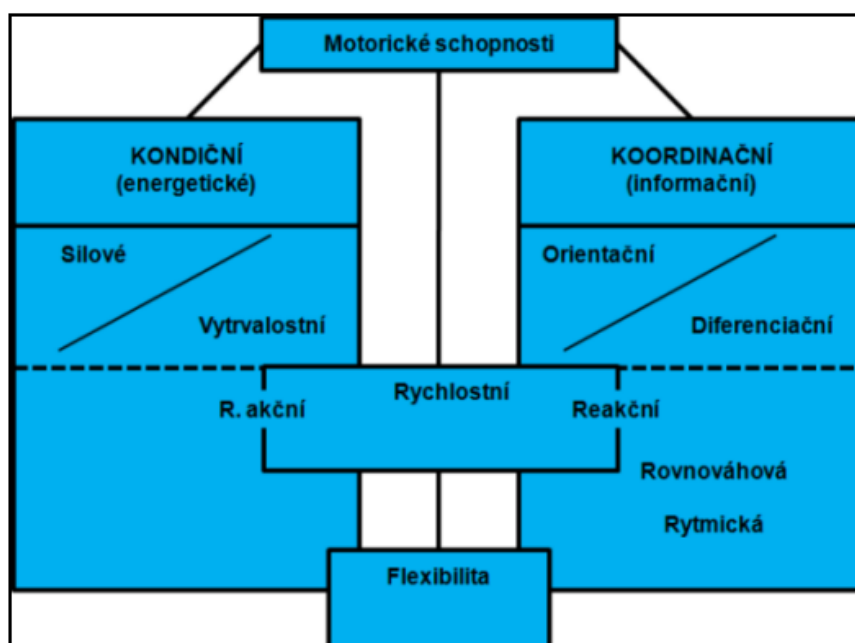 Motorické schopnosti
KONDIČNÍ
(energetické)
KOORDINAČNÍ
(informační)
Silové
Vytrvalostní
Orientační
Diferenciační
Rychlostní
R. akční
Reakční
Rovnováhová
Rytmická
Flexibilita